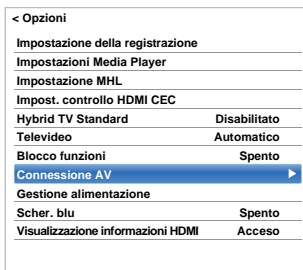 < Opzioni
Impostazione della registrazione
Impostazioni Media Player
Impostazione MHL
Impost. controllo HDMI CEC
Hybrid TV Standard Disabilitato
Televideo Automatico
Blocco funzioni Spento
Connessione AV
Gestione alimentazione
Scher. blu Spento
Visualizzazione informazioni HDMI Acceso